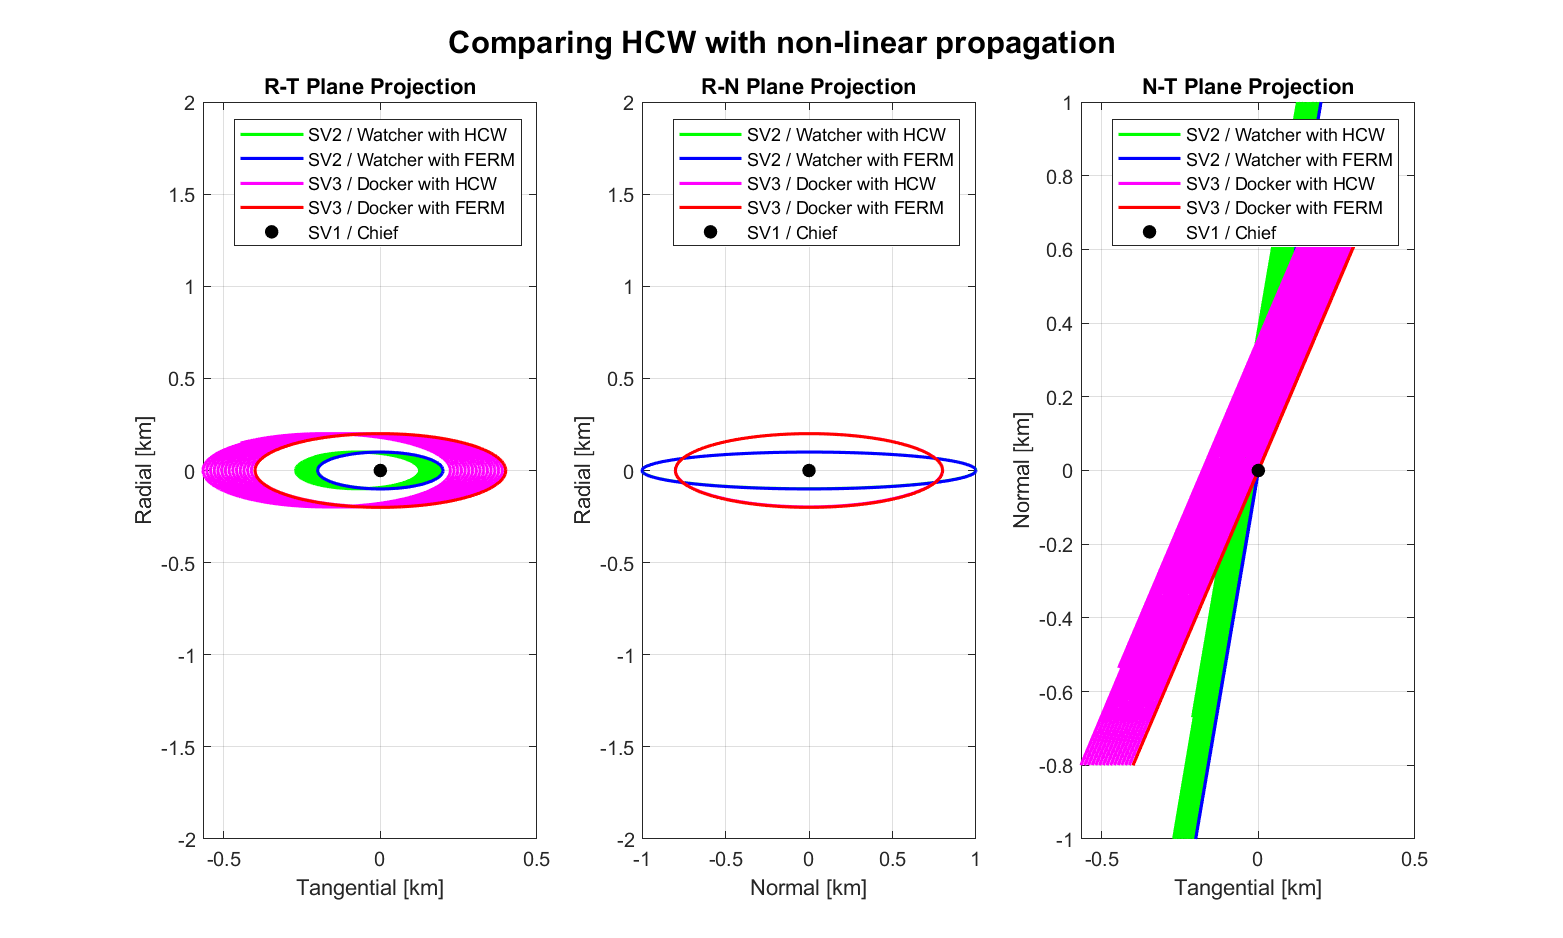 Comparing HCW with non-linear propagation
R-T Plane Projection
2
1.5
1
0.5
0
-0.5
-1
-1.5
-2
Radial [km]
-0.5
0
0.5
Tangential [km]
SV2 / Watcher with HCW
SV2 / Watcher with FERM
SV3 / Docker with HCW
SV3 / Docker with FERM
SV1 / Chief
R-N Plane Projection
2
1.5
1
0.5
0
-0.5
-1
-1.5
-2
Radial [km]
-1
-0.5
0
0.5
1
Normal [km]
SV2 / Watcher with HCW
SV2 / Watcher with FERM
SV3 / Docker with HCW
SV3 / Docker with FERM
SV1 / Chief
N-T Plane Projection
1
0.8
0.6
0.4
0.2
0
-0.2
-0.4
-0.6
-0.8
-1
Normal [km]
-0.5
0
0.5
Tangential [km]
SV2 / Watcher with HCW
SV2 / Watcher with FERM
SV3 / Docker with HCW
SV3 / Docker with FERM
SV1 / Chief